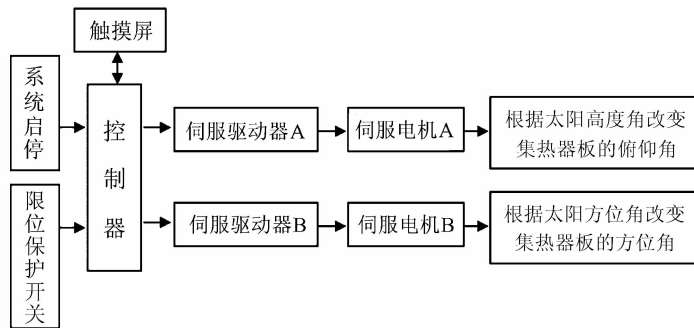 触摸屏
系统启停
控制器
限位保护开关
伺服驱动器A
伺服电机A
根据太阳高度角改变
集热器板的俯仰角
伺服驱动器B
伺服电机B
根据太阳方位角改变
集热器板的方位角